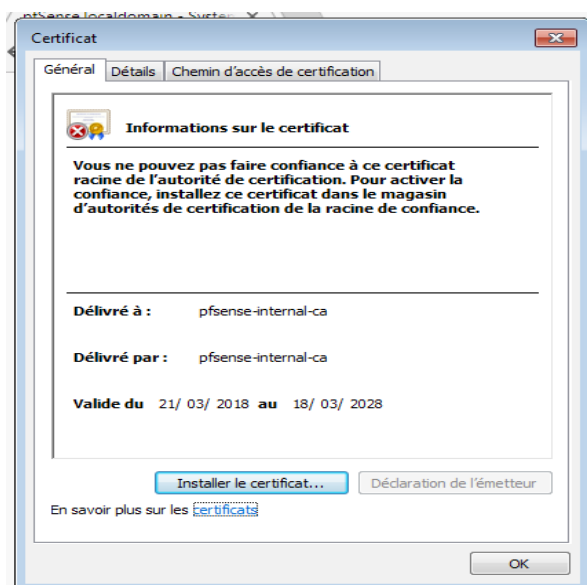 pfSense.localdomain - System
Certificat
Général
Détails
Chemin d'accès de certification
Informations sur le certificat
Vous ne pouvez pas faire confiance à ce certificat
racine de l'autorité de certification. Pour activer la
confiance, installez ce certificat dans le magasin
d'autorités de certification de la racine de confiance.
Délivré à : pfsense-internal-ca
Délivré par : pfsense-internal-ca
Valide du 21/ 03/ 2018 au 18/ 03/ 2028
Installer le certificat...
Déclaration de l'émetteur
En savoir plus sur les certificats
OK